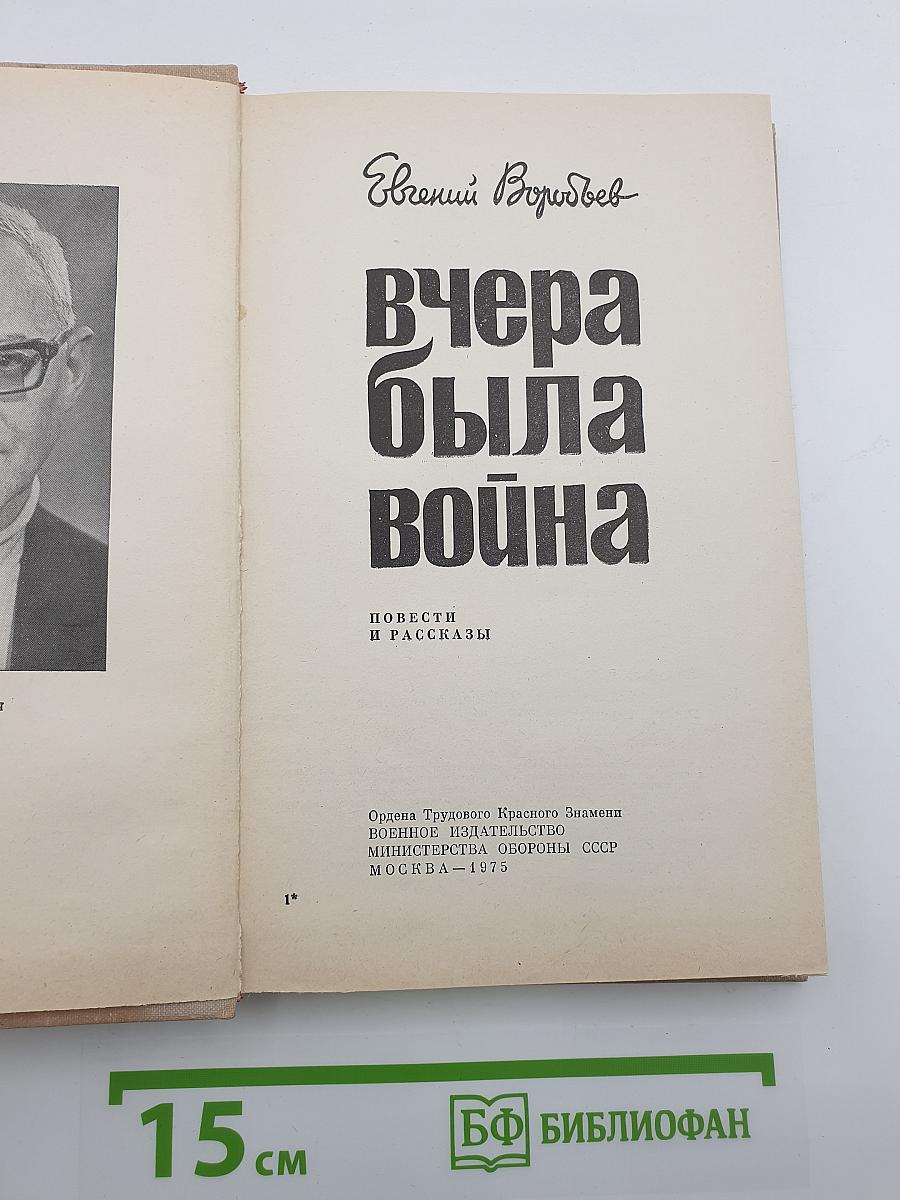 Евгений Воробьев
вчера
была
война
ПОВЕСТИ
И РАССКАЗЫ
Ордена Трудового Красного Знамени
ВОЕННОЕ ИЗДАТЕЛЬСТВО
МИНИСТЕРСТВА ОБОРОНЫ СССР
МОСКВА—1975
1*
15 см
БФ БИБЛИОФАН